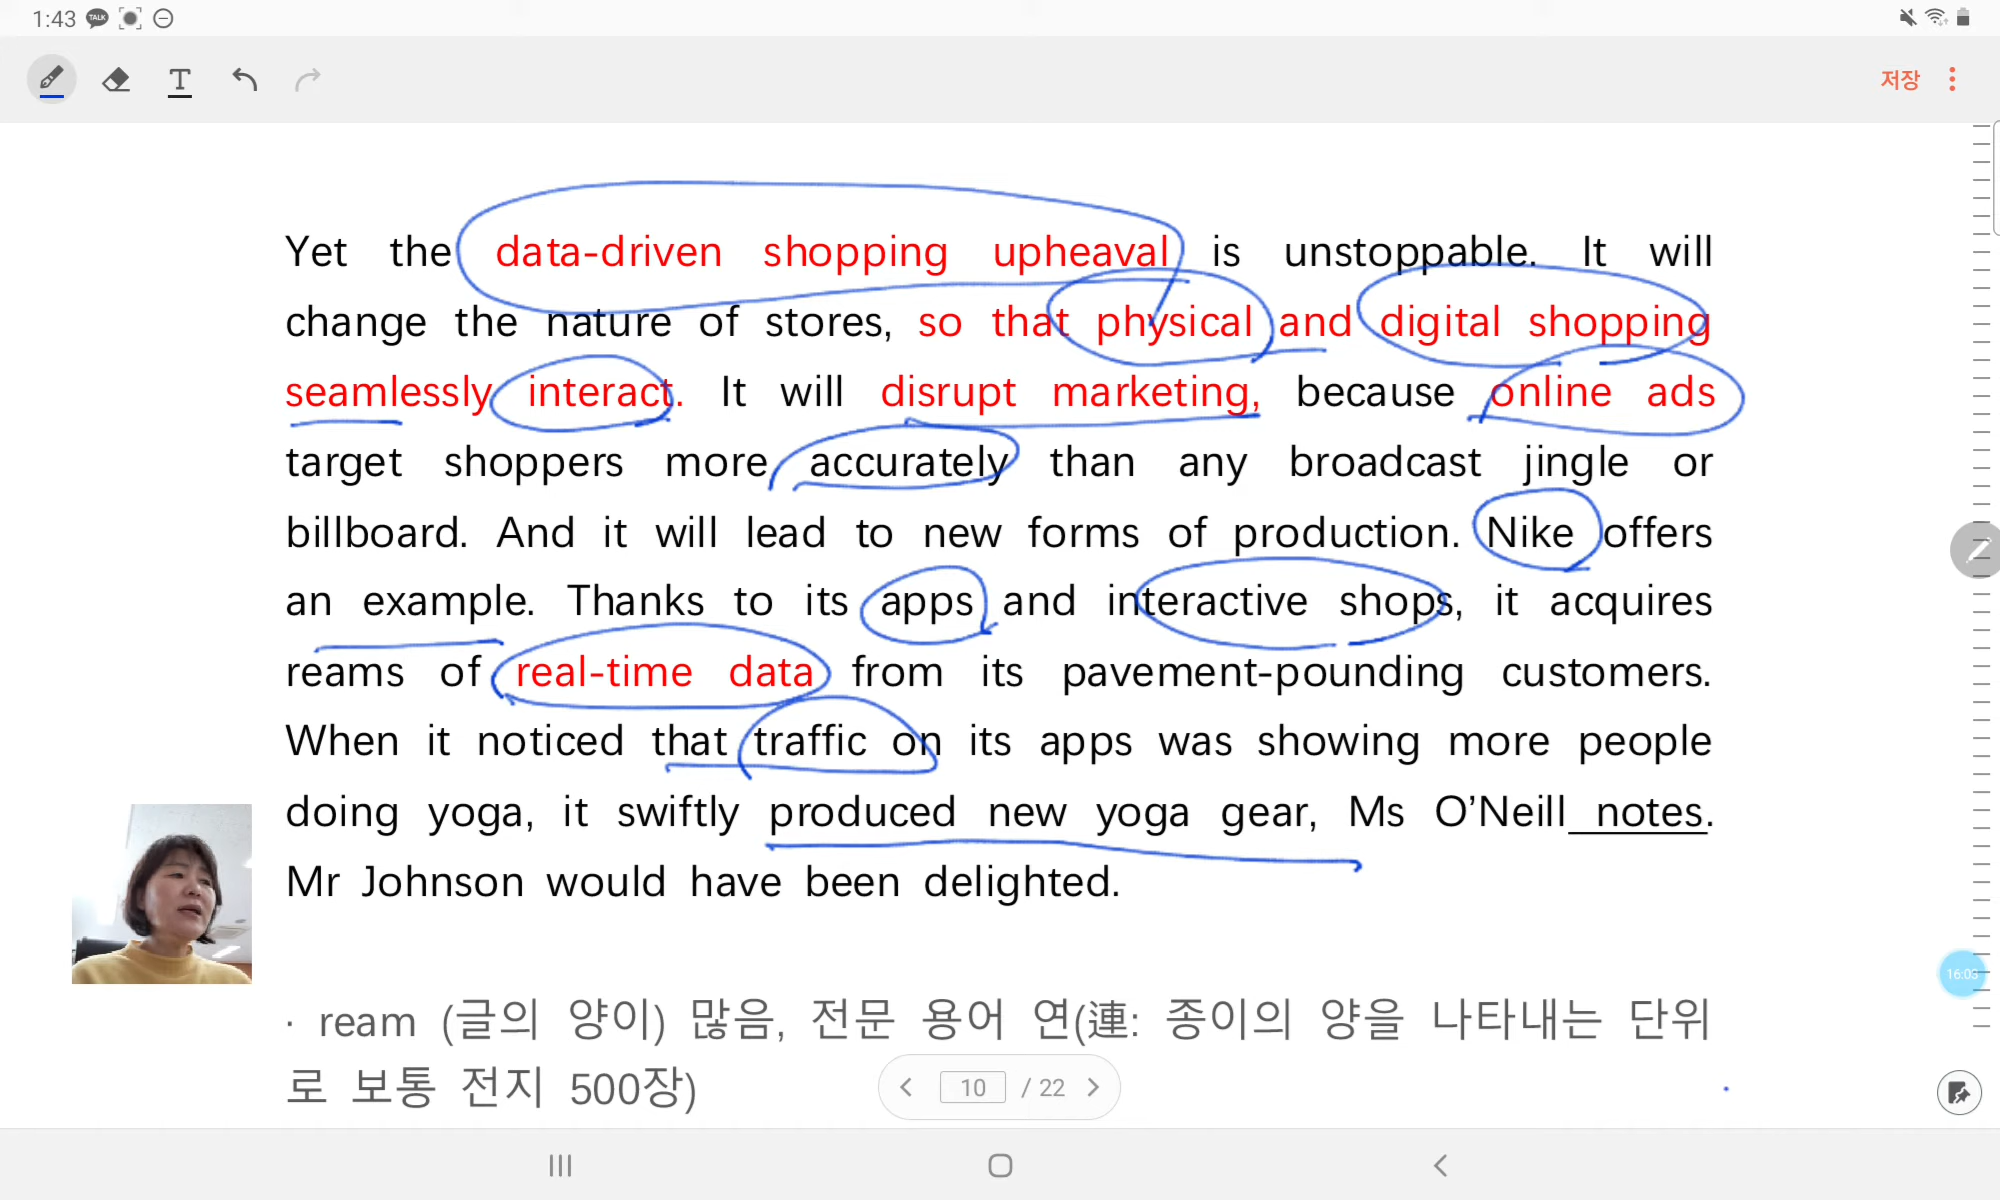 1:43 TALK
저장
Yet the data-driven shopping upheaval is unstoppable. It will
change the nature of stores, so that physical and digital shopping
seamlessly interact. It will disrupt marketing, because online ads
target shoppers more accurately than any broadcast jingle or
billboard. And it will lead to new forms of production. Nike offers
an example. Thanks to its apps and interactive shops, it acquires
reams of real-time data from its pavement-pounding customers.
When it noticed that traffic on its apps was showing more people
doing yoga, it swiftly produced new yoga gear, Ms O’Neill notes.
Mr Johnson would have been delighted.
16:03
· ream (글의 양이) 많음, 전문 용어 연(連: 종이의 양을 나타내는 단위
로 보통 전지 500장)
10 / 22